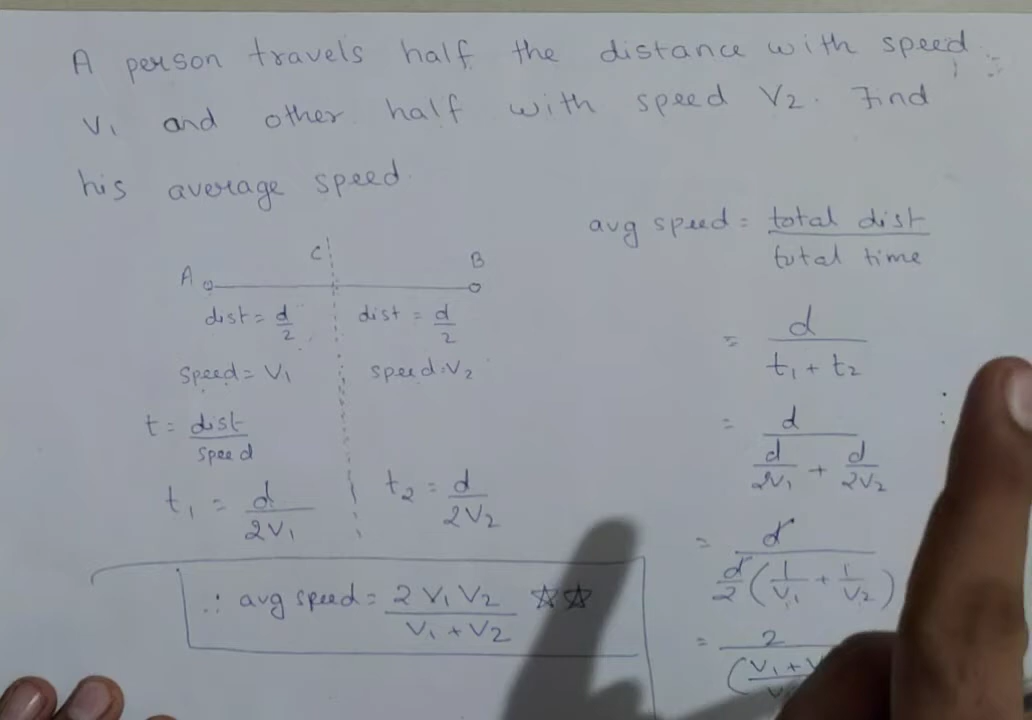 A person travels half the distance with speed
V₁ and other half with speed V₂. Find
his average speed.
A C B
dist = d/2 dist = d/2
speed = V₁ speed = V₂
t = dist/speed
t₁ = d/2V₁ t₂ = d/2V₂
∴ avg speed = 2V₁V₂/V₁+V₂ ☆☆
avg speed = total dist/total time
= d/t₁+t₂
= d/(d/2V₁ + d/2V₂)
= d/(d/2(1/V₁ + 1/V₂))
= 2/(V₁+V